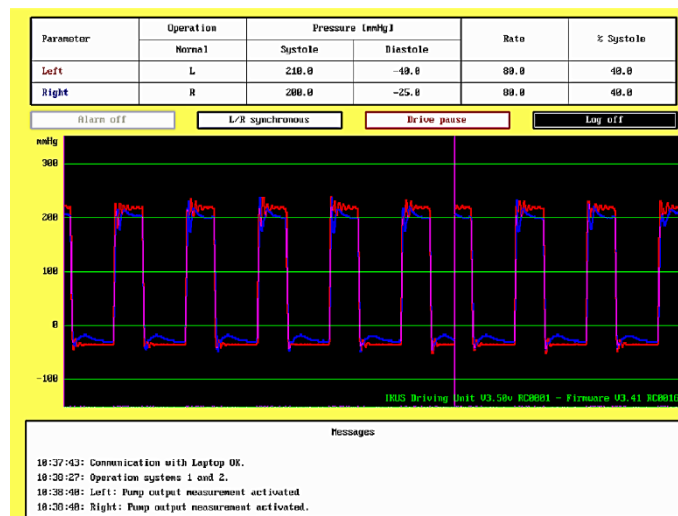 Parameter Operation Pressure [mmHg] Rate % Systole
Normal Systole Diastole
Left L 210.0 -40.0 80.0 40.0
Right R 200.0 -25.0 80.0 40.0
Alarm off L/R synchronous Drive pause Log off
mmHg
300
200
100
0
-100
IKUS Driving Unit V3.50v RC0001 - Firmware V3.41 RC0016
Messages
10:37:43: Communication with Laptop OK.
10:38:27: Operation systems 1 and 2.
10:38:40: Left: Pump output measurement activated
10:38:40: Right: Pump output measurement activated.